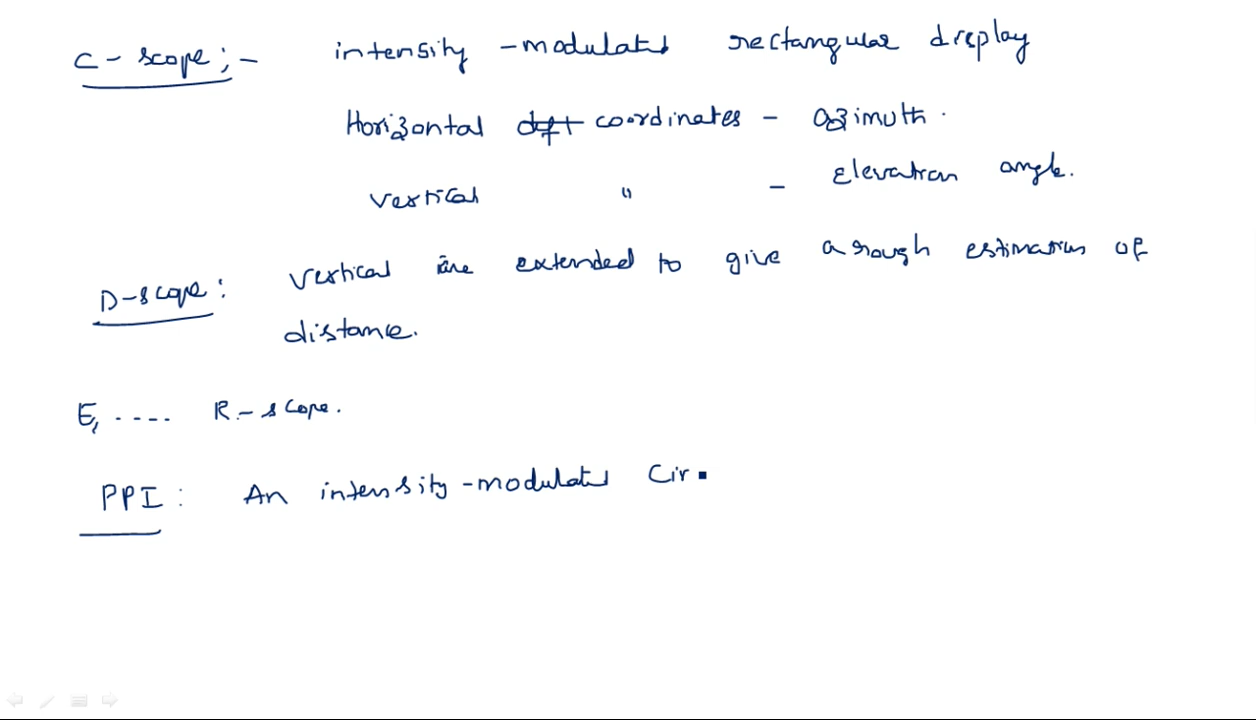 C - scope ; - intensity - modulated rectangular display
Horizontal coordinates - azimuth .
vertical " - Elevation angle.
D-scope : vertical are extended to give a rough estimation of
distance.
E, .... R-scope.
PPI : An intensity -modulated Cir